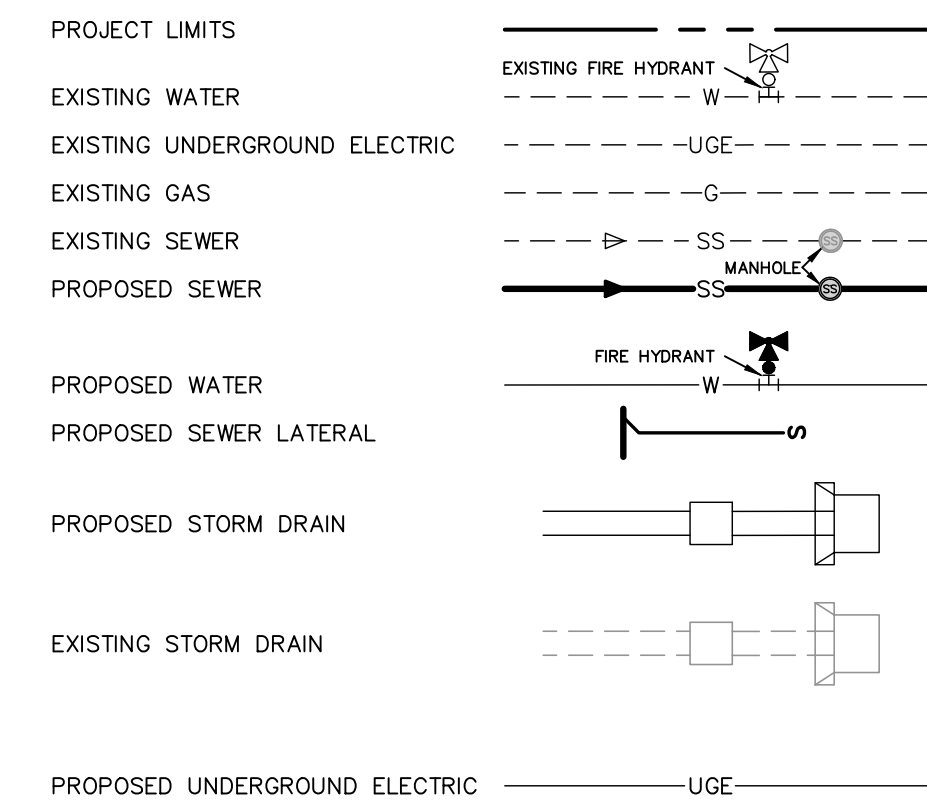 PROJECT LIMITS
EXISTING FIRE HYDRANT
EXISTING WATER W
EXISTING UNDERGROUND ELECTRIC UGE
EXISTING GAS G
EXISTING SEWER SS SS
MANHOLE
PROPOSED SEWER SS SS
FIRE HYDRANT
PROPOSED WATER W
PROPOSED SEWER LATERAL S
PROPOSED STORM DRAIN
EXISTING STORM DRAIN
PROPOSED UNDERGROUND ELECTRIC UGE